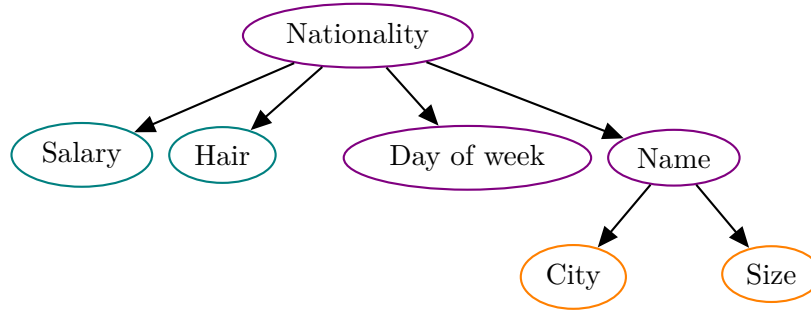 Nationality
Salary
Hair
Day of week
Name
City
Size